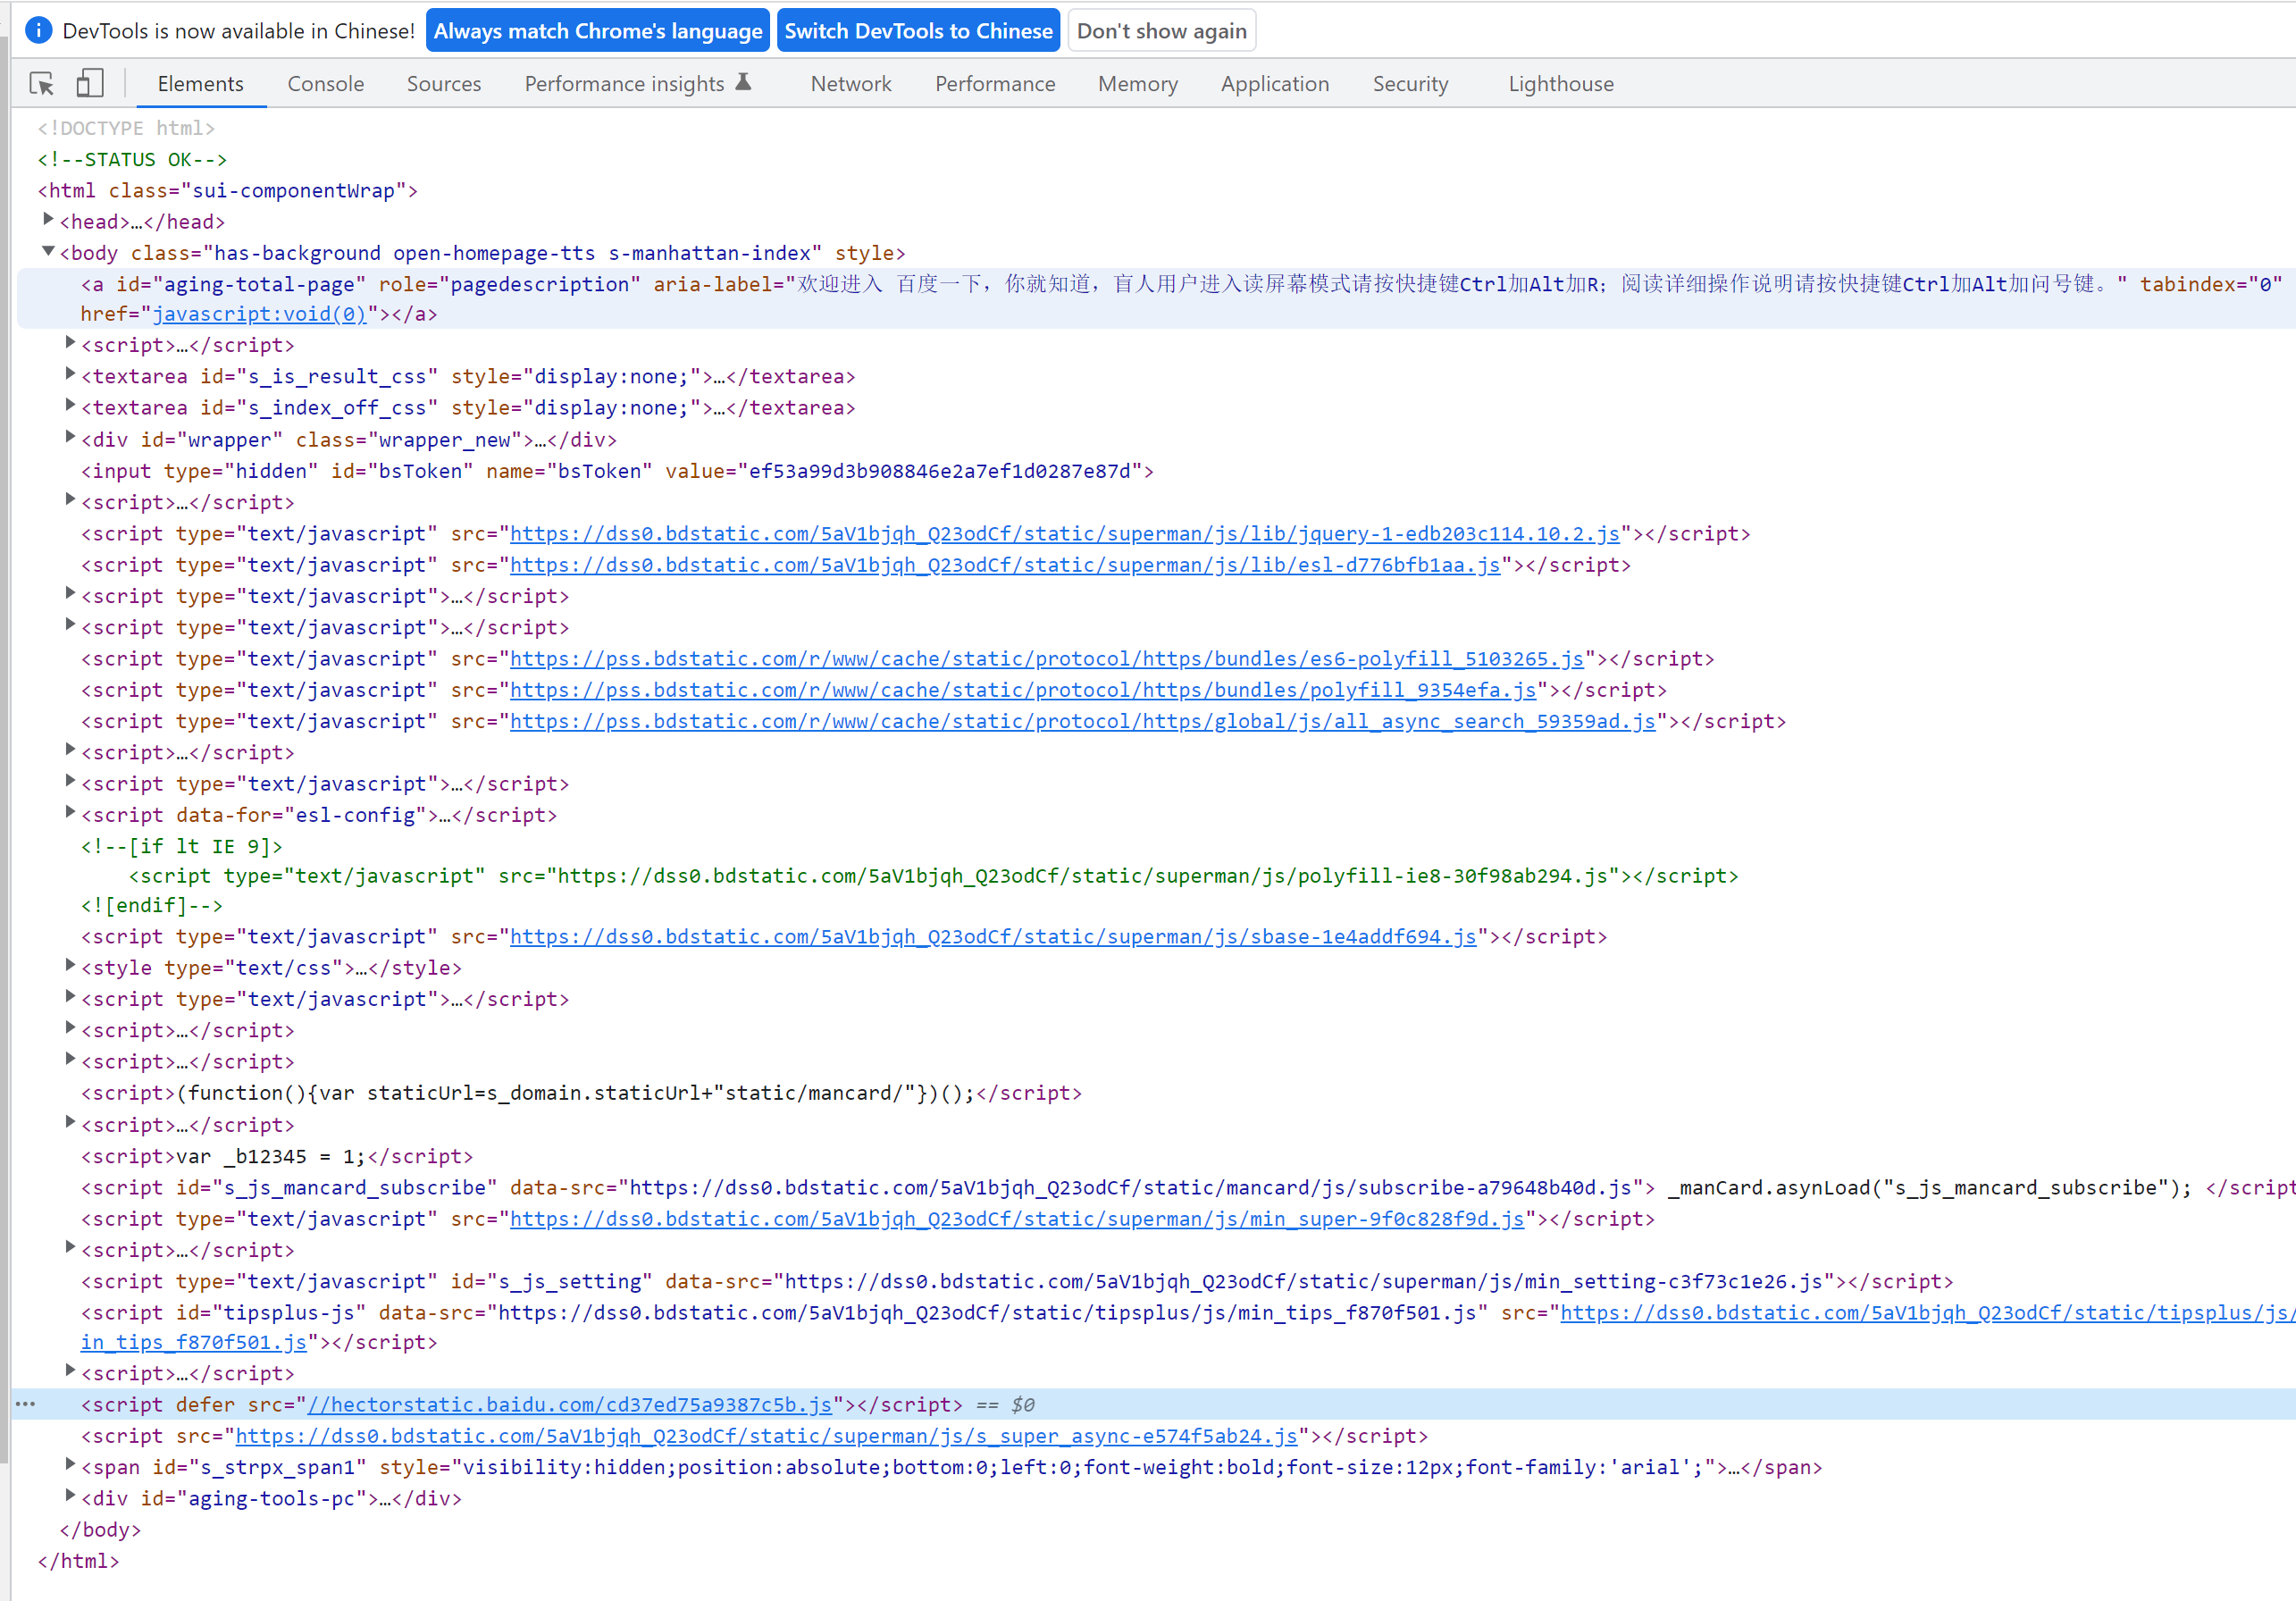 DevTools is now available in Chinese! Always match Chrome's language Switch DevTools to Chinese Don't show again
Elements Console Sources Performance insights Network Performance Memory Application Security Lighthouse
<!DOCTYPE html>
<!--STATUS OK-->
<html class="sui-componentWrap">
<head>…</head>
<body class="has-background open-homepage-tts s-manhattan-index" style>
<a id="aging-total-page" role="pagedescription" aria-label="欢迎进入 百度一下，你就知道，盲人用户进入读屏幕模式请按快捷键Ctrl加Alt加R；阅读详细操作说明请按快捷键Ctrl加Alt加问号键。" tabindex="0"
href="javascript:void(0)"></a>
<script>…</script>
<textarea id="s_is_result_css" style="display:none;">…</textarea>
<textarea id="s_index_off_css" style="display:none;">…</textarea>
<div id="wrapper" class="wrapper_new">…</div>
<input type="hidden" id="bsToken" name="bsToken" value="ef53a99d3b908846e2a7ef1d0287e87d">
<script>…</script>
<script type="text/javascript" src="https://dss0.bdstatic.com/5aV1bjqh_Q23odCf/static/superman/js/lib/jquery-1-edb203c114.10.2.js"></script>
<script type="text/javascript" src="https://dss0.bdstatic.com/5aV1bjqh_Q23odCf/static/superman/js/lib/esl-d776bfb1aa.js"></script>
<script type="text/javascript">…</script>
<script type="text/javascript">…</script>
<script type="text/javascript" src="https://pss.bdstatic.com/r/www/cache/static/protocol/https/bundles/es6-polyfill_5103265.js"></script>
<script type="text/javascript" src="https://pss.bdstatic.com/r/www/cache/static/protocol/https/bundles/polyfill_9354efa.js"></script>
<script type="text/javascript" src="https://pss.bdstatic.com/r/www/cache/static/protocol/https/global/js/all_async_search_59359ad.js"></script>
<script>…</script>
<script type="text/javascript">…</script>
<script data-for="esl-config">…</script>
<!--[if lt IE 9]>
<script type="text/javascript" src="https://dss0.bdstatic.com/5aV1bjqh_Q23odCf/static/superman/js/polyfill-ie8-30f98ab294.js"></script>
<![endif]-->
<script type="text/javascript" src="https://dss0.bdstatic.com/5aV1bjqh_Q23odCf/static/superman/js/sbase-1e4addf694.js"></script>
<style type="text/css">…</style>
<script type="text/javascript">…</script>
<script>…</script>
<script>…</script>
<script>(function(){var staticUrl=s_domain.staticUrl+"static/mancard/"})();</script>
<script>…</script>
<script>var _b12345 = 1;</script>
<script id="s_js_mancard_subscribe" data-src="https://dss0.bdstatic.com/5aV1bjqh_Q23odCf/static/mancard/js/subscribe-a79648b40d.js"> _manCard.asynLoad("s_js_mancard_subscribe"); </script
<script type="text/javascript" src="https://dss0.bdstatic.com/5aV1bjqh_Q23odCf/static/superman/js/min_super-9f0c828f9d.js"></script>
<script>…</script>
<script type="text/javascript" id="s_js_setting" data-src="https://dss0.bdstatic.com/5aV1bjqh_Q23odCf/static/superman/js/min_setting-c3f73c1e26.js"></script>
<script id="tipsplus-js" data-src="https://dss0.bdstatic.com/5aV1bjqh_Q23odCf/static/tipsplus/js/min_tips_f870f501.js" src="https://dss0.bdstatic.com/5aV1bjqh_Q23odCf/static/tipsplus/js/
in_tips_f870f501.js"></script>
<script>…</script>
<script defer src="//hectorstatic.baidu.com/cd37ed75a9387c5b.js"></script> == $0
<script src="https://dss0.bdstatic.com/5aV1bjqh_Q23odCf/static/superman/js/s_super_async-e574f5ab24.js"></script>
<span id="s_strpx_span1" style="visibility:hidden;position:absolute;bottom:0;left:0;font-weight:bold;font-size:12px;font-family:'arial';">…</span>
<div id="aging-tools-pc">…</div>
</body>
</html>